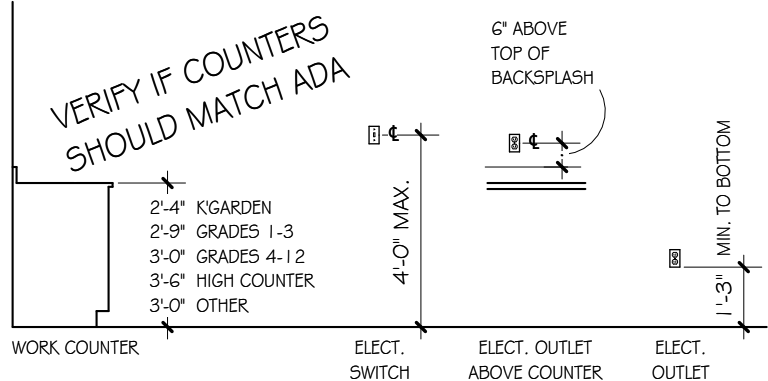 VERIFY IF COUNTERS
SHOULD MATCH ADA
6" ABOVE
TOP OF
BACKSPLASH
℄
℄
2'-4" K'GARDEN
2'-9" GRADES 1-3
3'-0" GRADES 4-12
3'-6" HIGH COUNTER
3'-0" OTHER
4'-0" MAX.
1'-3" MIN. TO BOTTOM
WORK COUNTER
ELECT.
SWITCH
ELECT. OUTLET
ABOVE COUNTER
ELECT.
OUTLET